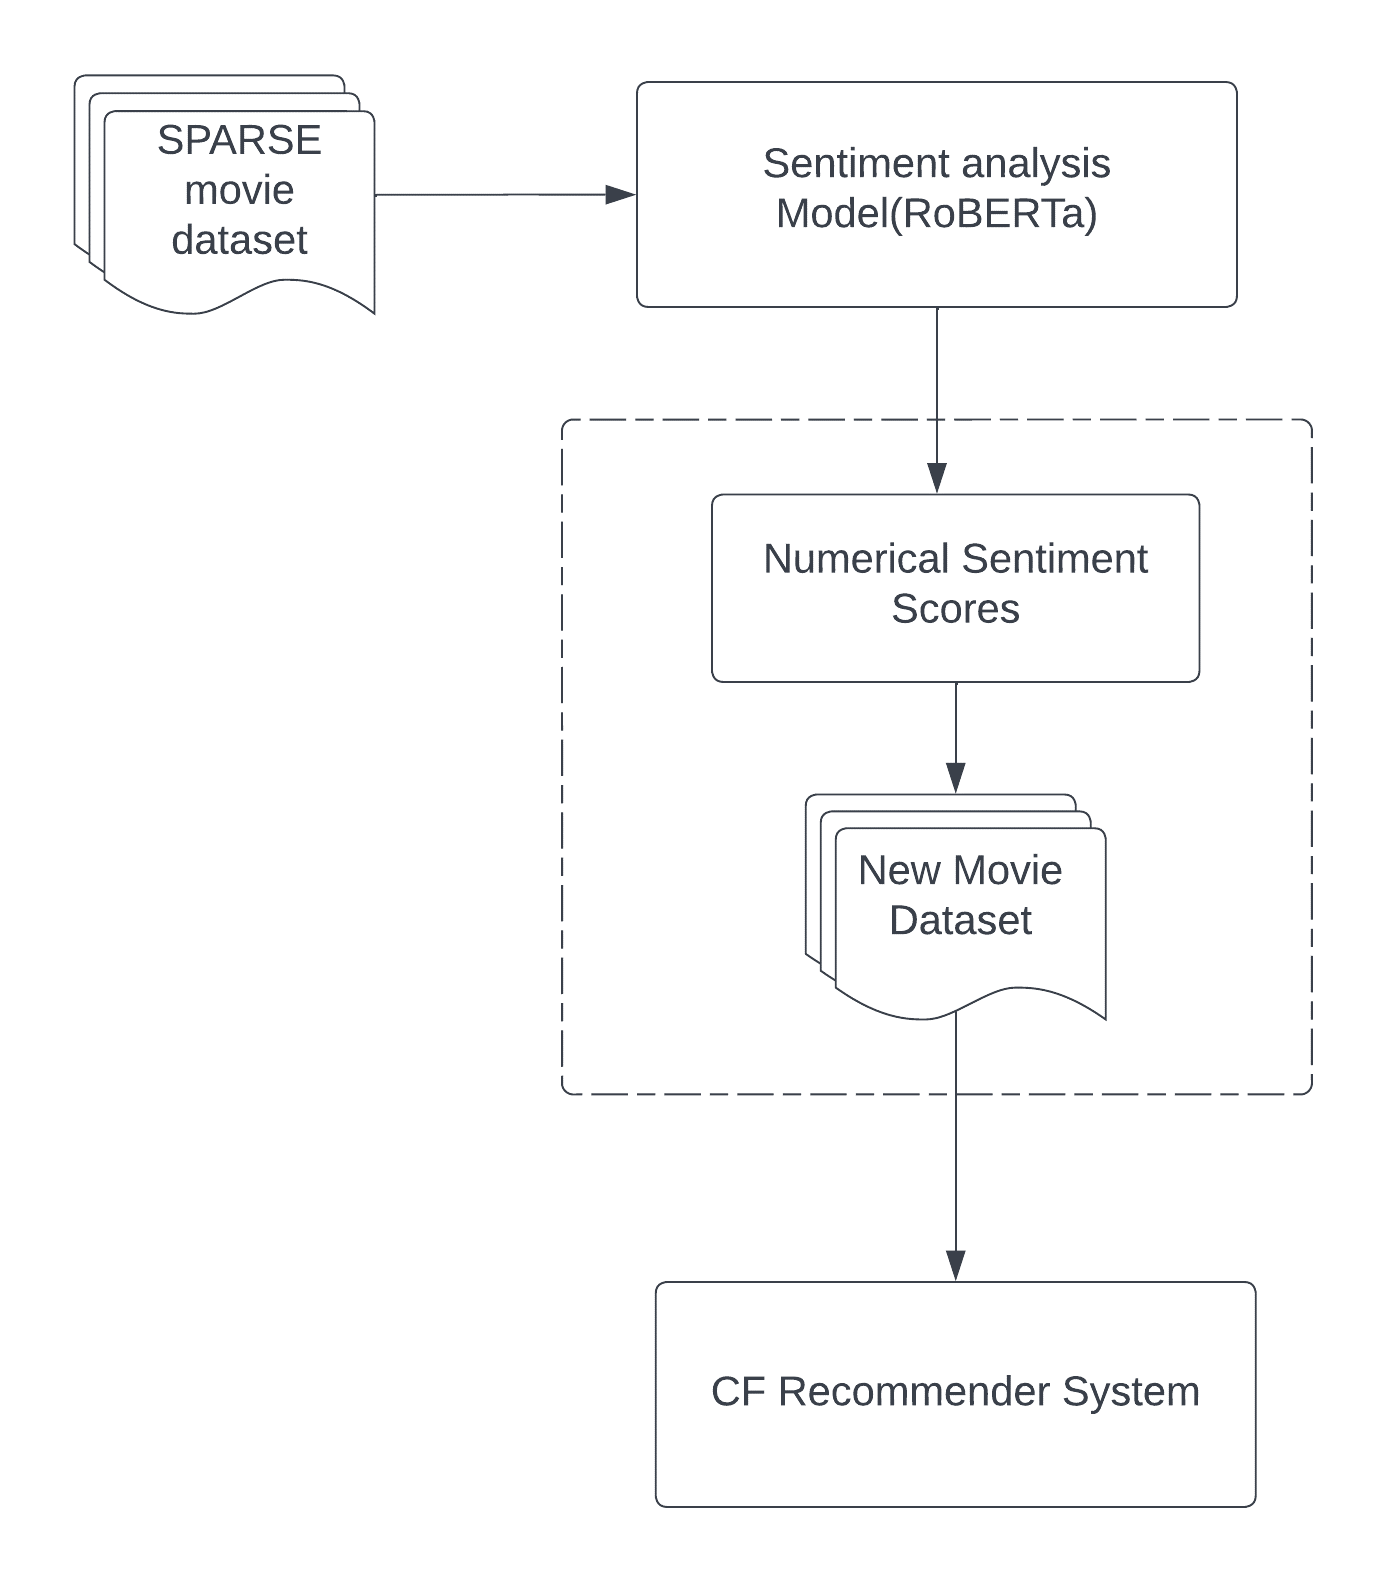 SPARSE
movie
dataset
Sentiment analysis
Model(RoBERTa)
Numerical Sentiment
Scores
New Movie
Dataset
CF Recommender System